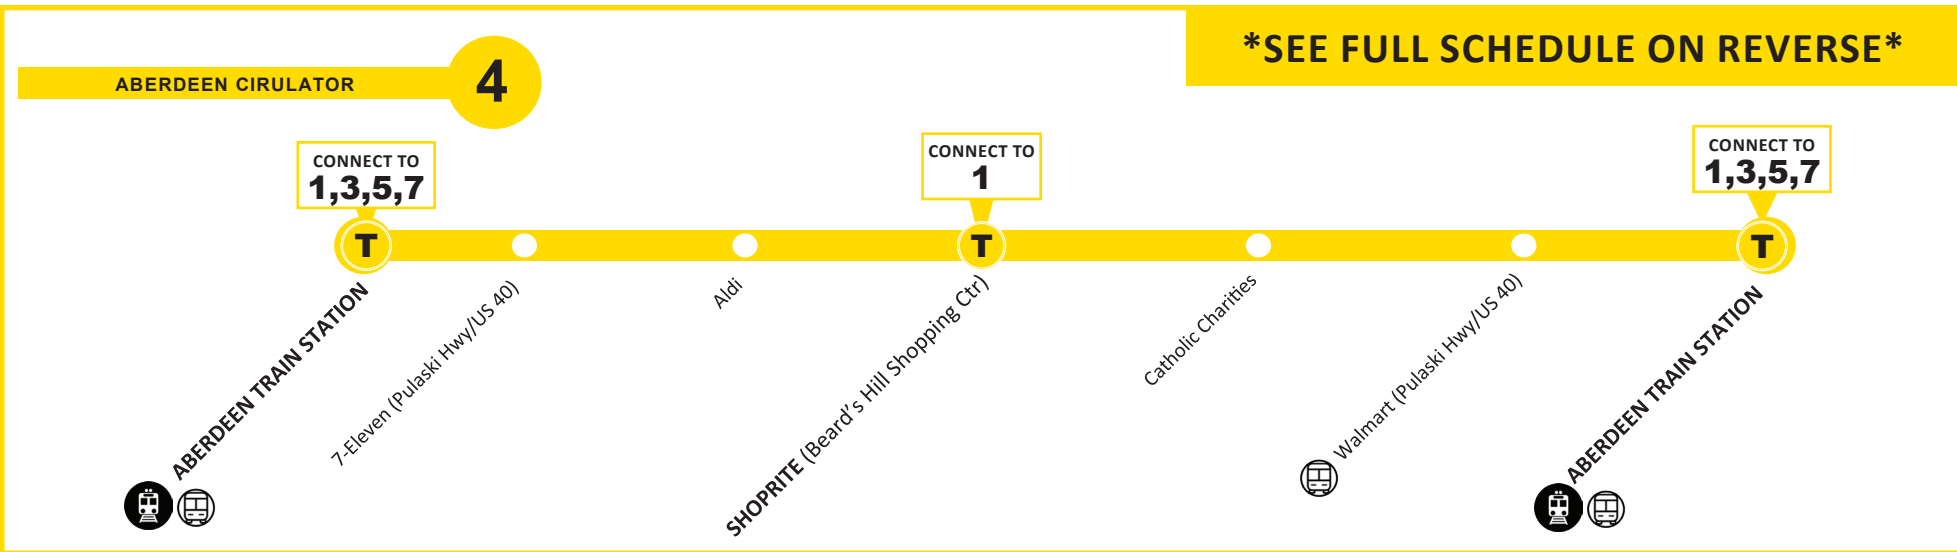 *SEE FULL SCHEDULE ON REVERSE*
ABERDEEN CIRULATOR
4
CONNECT TO
1,3,5,7
CONNECT TO
1
CONNECT TO
1,3,5,7
T
T
T
ABERDEEN TRAIN STATION
7-Eleven (Pulaski Hwy/US 40)
Aldi
SHOPRITE (Beard's Hill Shopping Ctr)
Catholic Charities
Walmart (Pulaski Hwy/US 40)
ABERDEEN TRAIN STATION